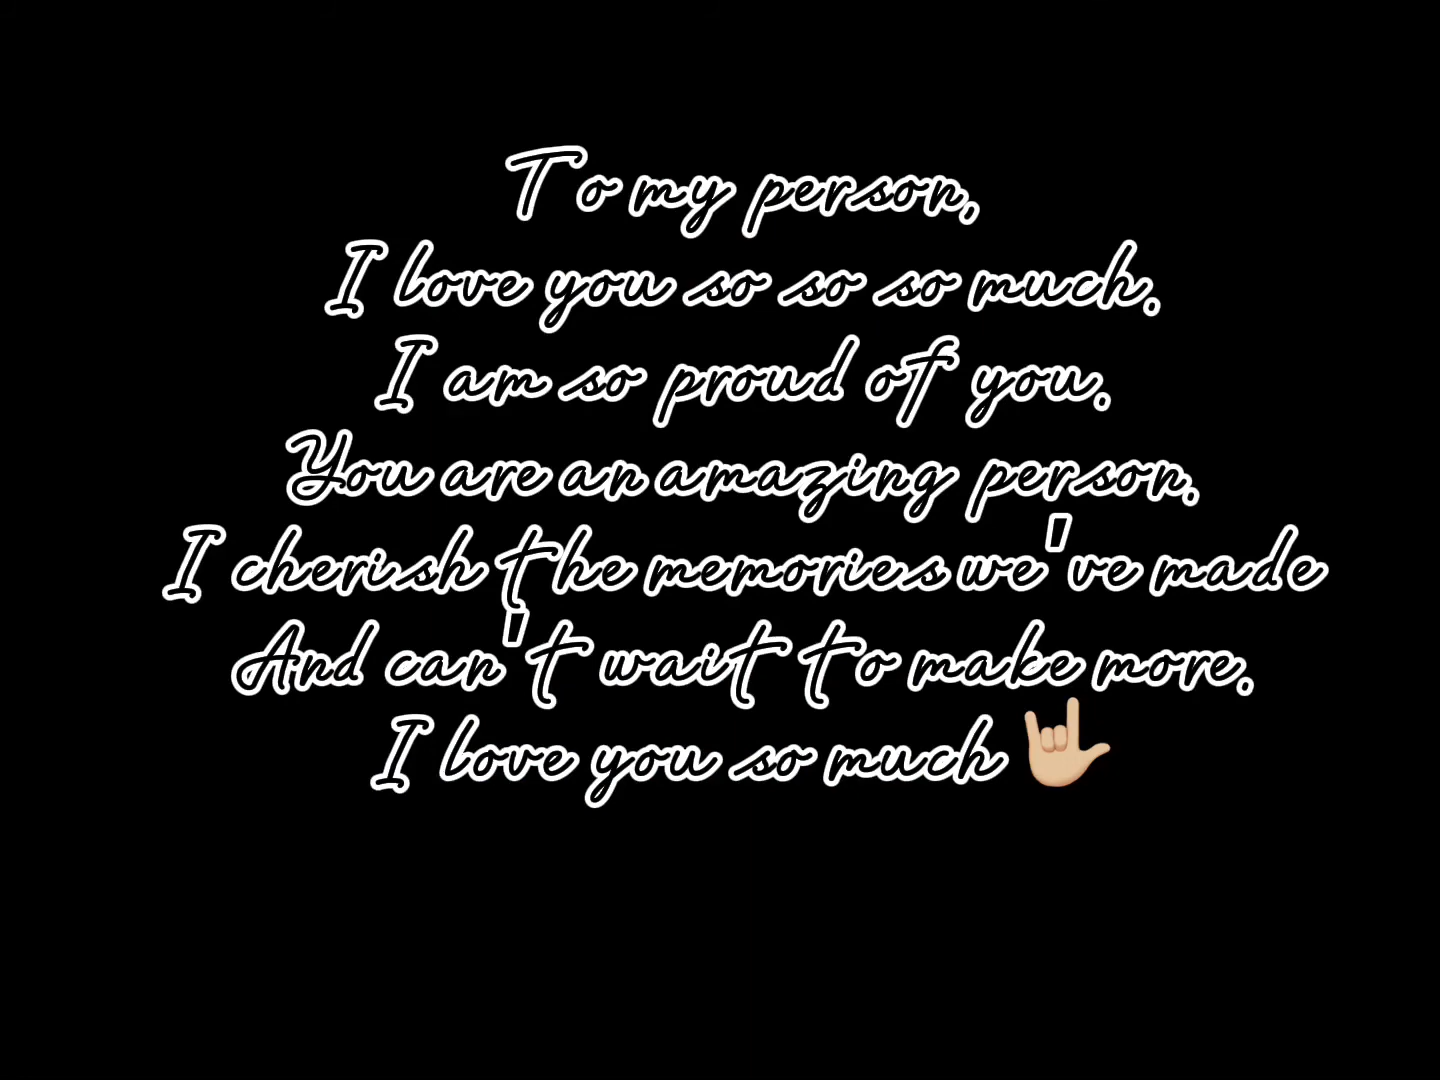 To my person,
I love you so so so much.
I am so proud of you.
You are an amazing person.
I cherish the memories we've made
And can't wait to make more.
I love you so much 🤟🏼